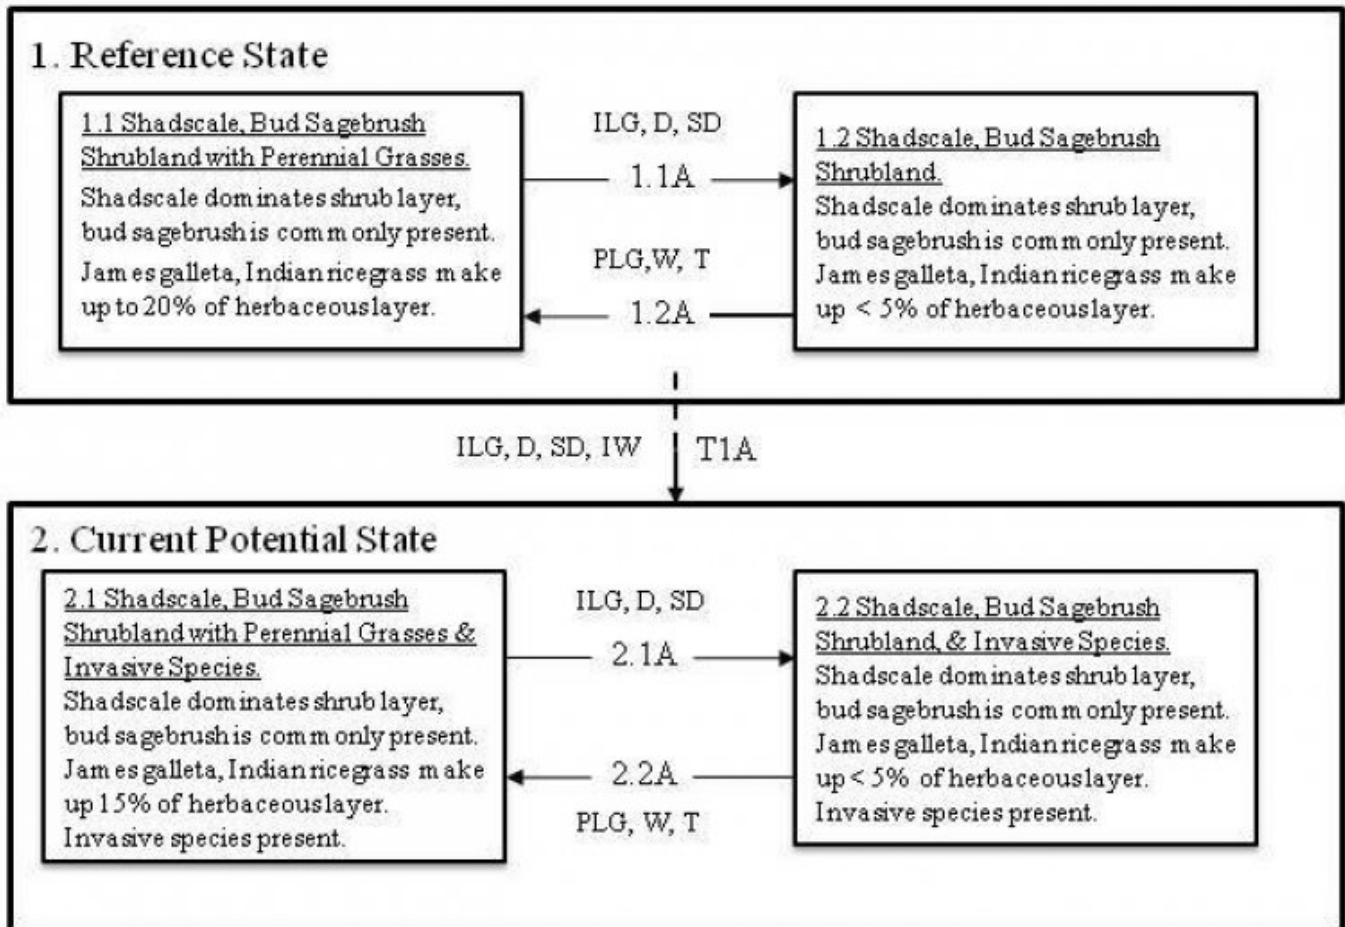 1. Reference State
1.1 Shadscale, Bud Sagebrush
Shrubland with Perennial Grasses.
Shadscale dominates shrub layer,
bud sagebrush is commonly present.
James galleta, Indian ricegrass make
up to 20% of herbaceous layer.
ILG, D, SD
1.1A
PLG,W, T
1.2A
1.2 Shadscale, Bud Sagebrush
Shrubland.
Shadscale dominates shrub layer,
bud sagebrush is commonly present.
James galleta, Indian ricegrass make
up < 5% of herbaceous layer.
ILG, D, SD, IW
T1A
2. Current Potential State
2.1 Shadscale, Bud Sagebrush
Shrubland with Perennial Grasses &
Invasive Species.
Shadscale dominates shrub layer,
bud sagebrush is commonly present.
James galleta, Indian ricegrass make
up 15% of herbaceous layer.
Invasive species present.
ILG, D, SD
2.1A
2.2A
PLG, W, T
2.2 Shadscale, Bud Sagebrush
Shrubland, & Invasive Species.
Shadscale dominates shrub layer,
bud sagebrush is commonly present.
James galleta, Indian ricegrass make
up < 5% of herbaceous layer.
Invasive species present.